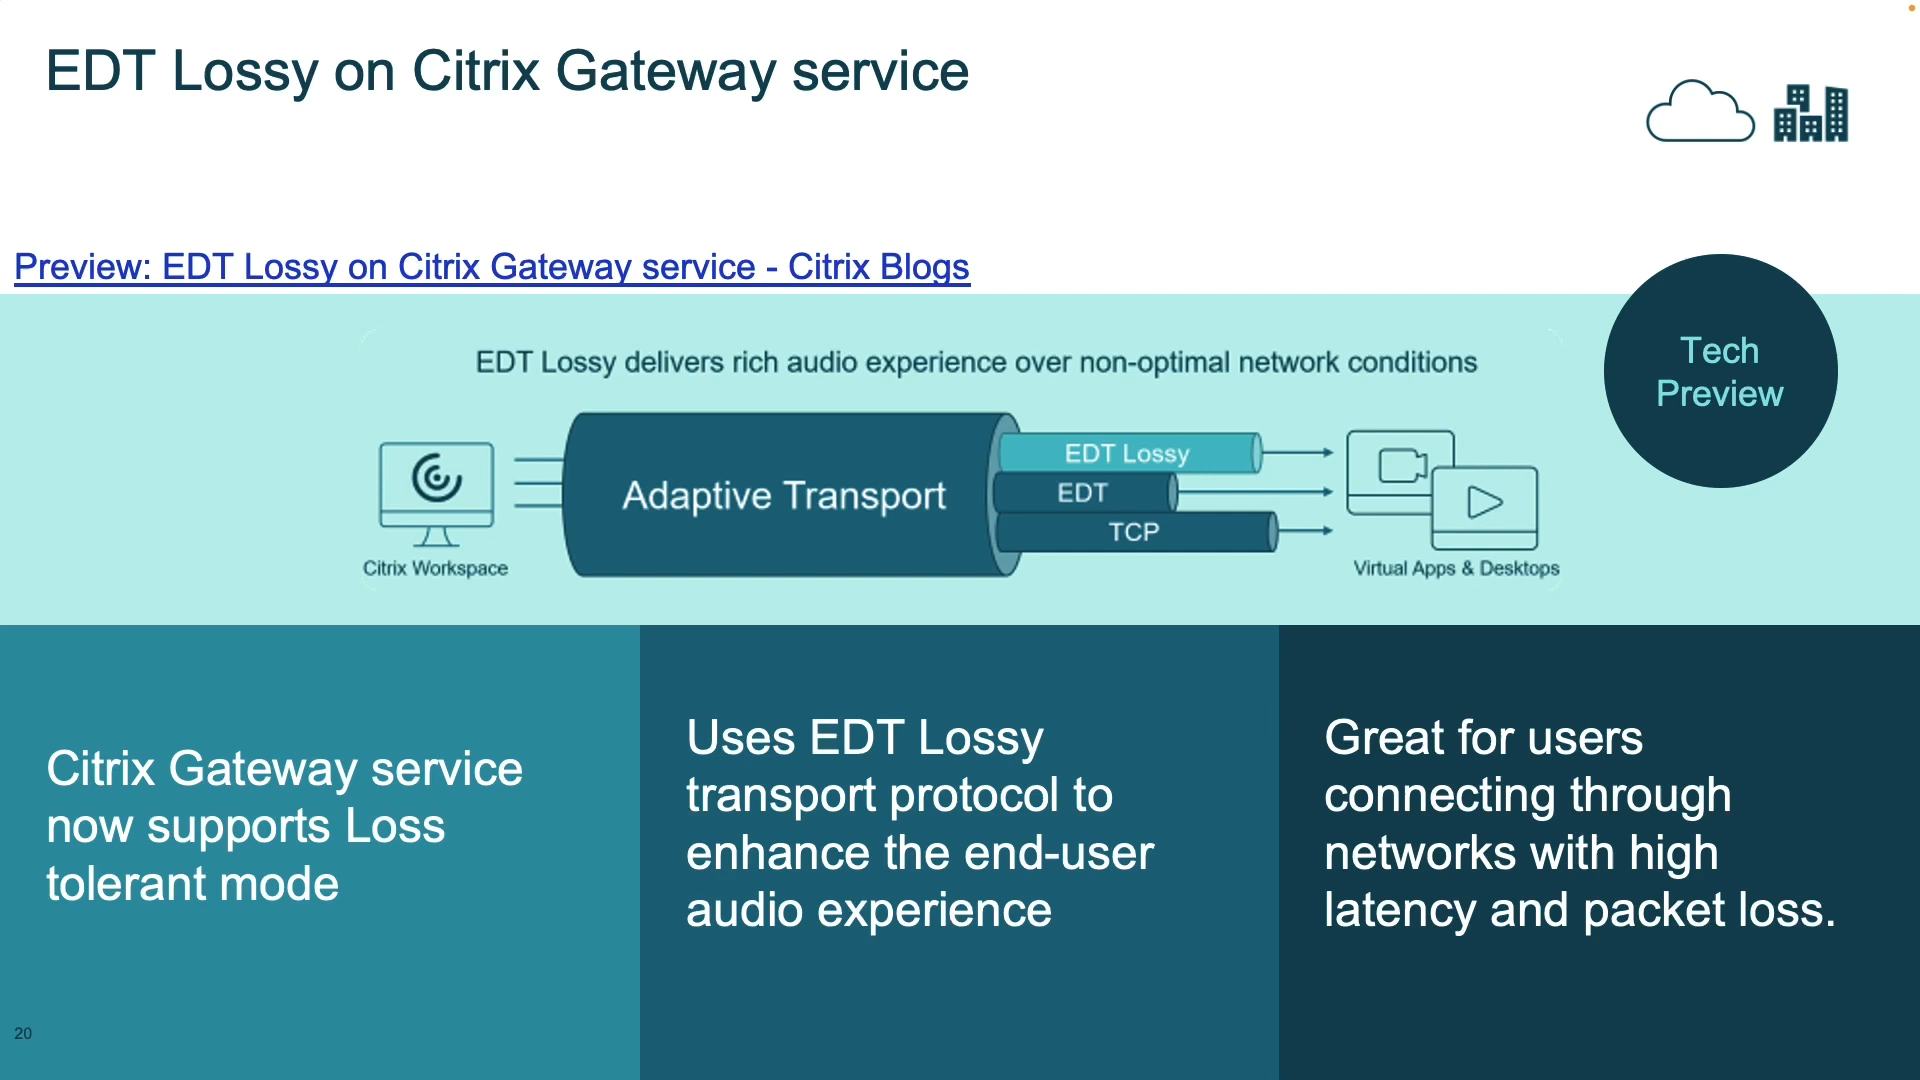 EDT Lossy on Citrix Gateway service
Preview: EDT Lossy on Citrix Gateway service - Citrix Blogs
Tech
Preview
EDT Lossy delivers rich audio experience over non-optimal network conditions
Adaptive Transport
EDT Lossy
EDT
TCP
Citrix Workspace
Virtual Apps & Desktops
Citrix Gateway service
now supports Loss
tolerant mode
Uses EDT Lossy
transport protocol to
enhance the end-user
audio experience
Great for users
connecting through
networks with high
latency and packet loss.
20